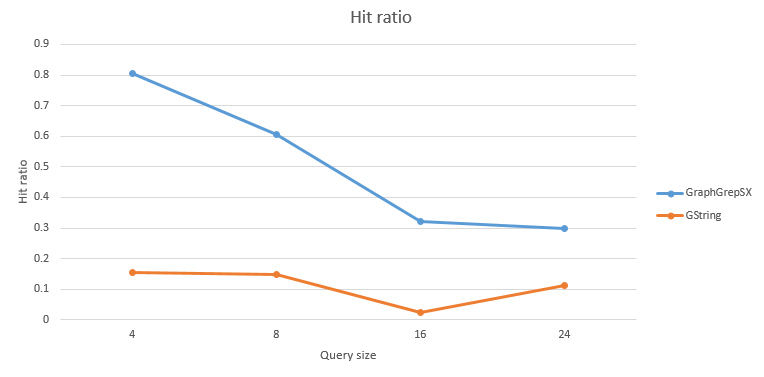 Hit ratio
0.9
0.8
0.7
0.6
0.5
0.4
0.3
0.2
0.1
0
Hit ratio
4 8 16 24
Query size
GraphGrepSX
GString